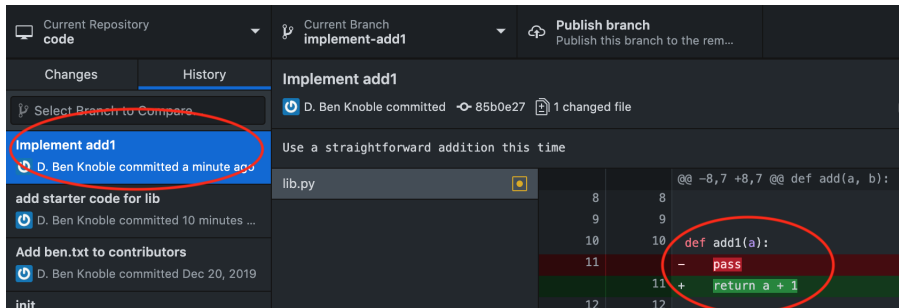 Current Repository
code
Current Branch
implement-add1
Publish branch
Publish this branch to the rem...
Changes
History
Select Branch to Compare...
Implement add1
D. Ben Knoble committed a minute ago
add starter code for lib
D. Ben Knoble committed 10 minutes ...
Add ben.txt to contributors
D. Ben Knoble committed Dec 20, 2019
init
Implement add1
D. Ben Knoble committed 85b0e27 1 changed file
Use a straightforward addition this time
lib.py
@@ -8,7 +8,7 @@ def add(a, b):
8 8
9 9
10 10 def add1(a):
11 - pass
11 + return a + 1
12 12